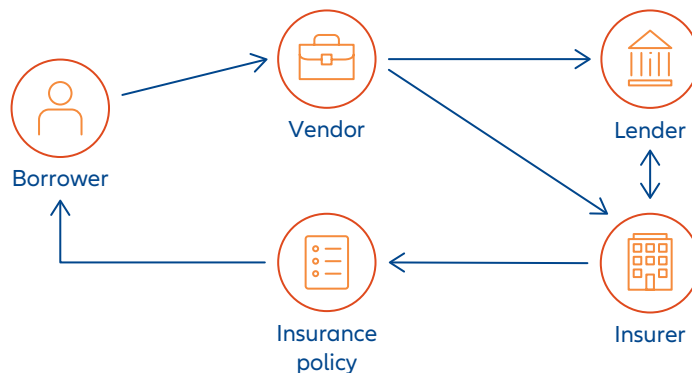 Vendor
Lender
Borrower
Insurance
policy
Insurer